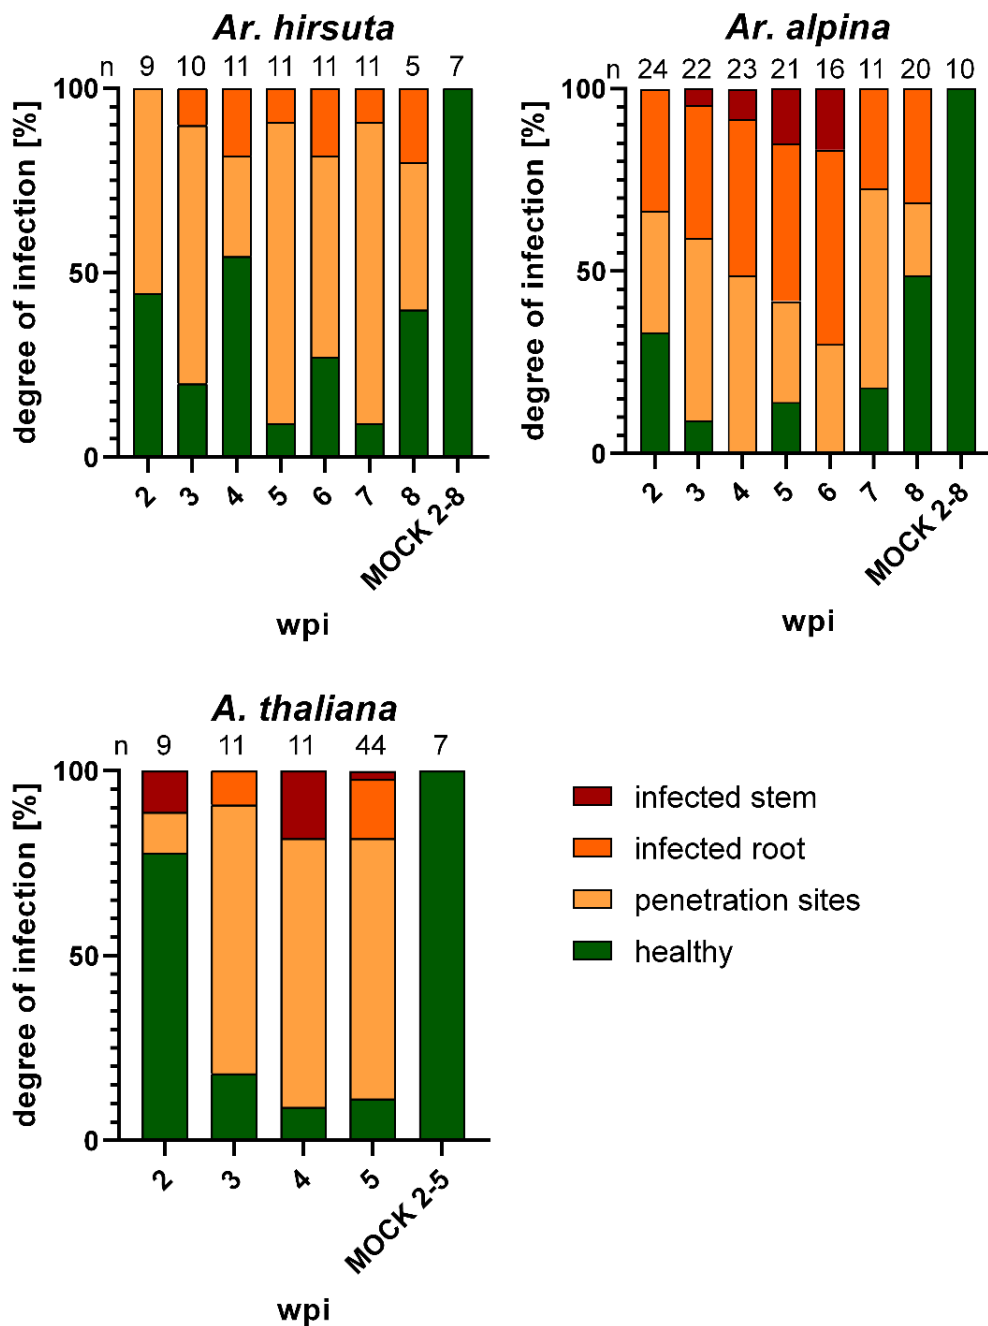 Ar. hirsuta
n 9 10 11 11 11 11 5 7
100
50
0
degree of infection [%]
2 3 4 5 6 7 8 MOCK 2-8
wpi
Ar. alpina
n 24 22 23 21 16 11 20 10
100
50
0
degree of infection [%]
2 3 4 5 6 7 8 MOCK 2-8
wpi
A. thaliana
n 9 11 11 44 7
100
50
0
degree of infection [%]
2 3 4 5 MOCK 2-5
wpi
infected stem
infected root
penetration sites
healthy